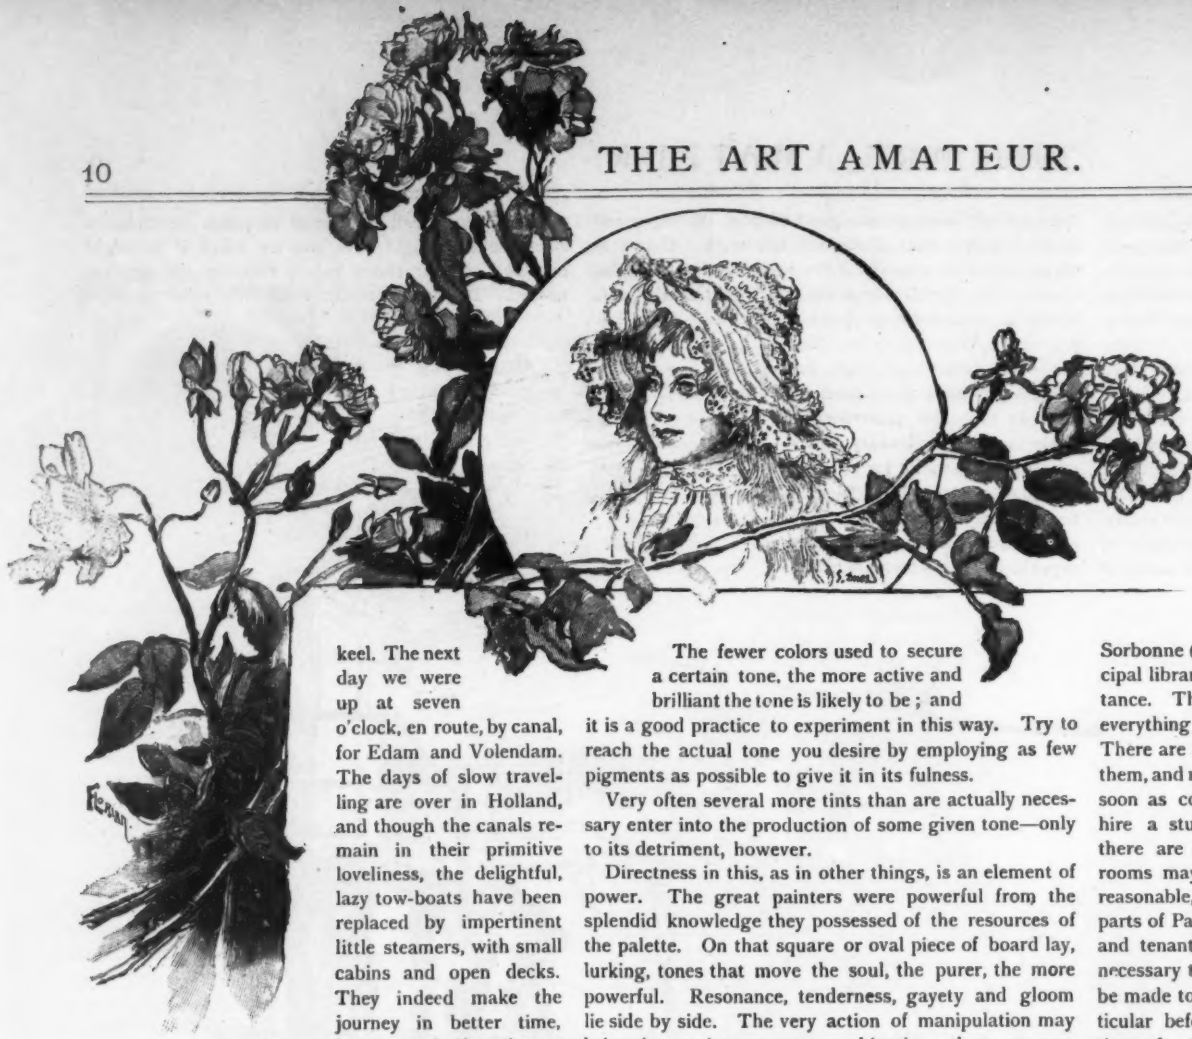 10
THE ART AMATEUR.
keel. The next
day we were
up at seven
o'clock, en route, by canal,
for Edam and Volendam.
The days of slow travel-
ling are over in Holland,
and though the canals re-
main in their primitive
loveliness, the delightful,
lazy tow-boats have been
replaced by impertinent
little steamers, with small
cabins and open decks.
They indeed make the
journey in better time,
The fewer colors used to secure
a certain tone, the more active and
brilliant the tone is likely to be; and
it is a good practice to experiment in this way. Try to
reach the actual tone you desire by employing as few
pigments as possible to give it in its fulness.
Very often several more tints than are actually neces-
sary enter into the production of some given tone—only
to its detriment, however.
Directness in this, as in other things, is an element of
power. The great painters were powerful from the
splendid knowledge they possessed of the resources of
the palette. On that square or oval piece of board lay,
lurking, tones that move the soul, the purer, the more
powerful. Resonance, tenderness, gayety and gloom
lie side by side. The very action of manipulation may
Sorbonne
cipal librar
tance. Th
everything
There are
them, and
soon as co
hire a stu
there are
rooms may
reasonable,
parts of Pa
and tenant
necessary t
be made to
ticular bef